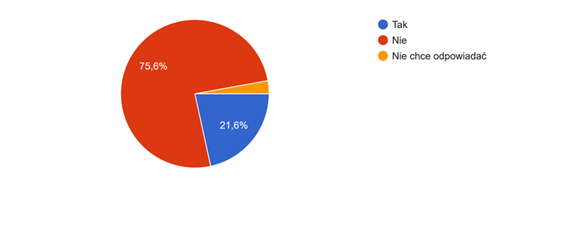 75,6%
21,6%
Tak
Nie
Nie chce odpowiadać